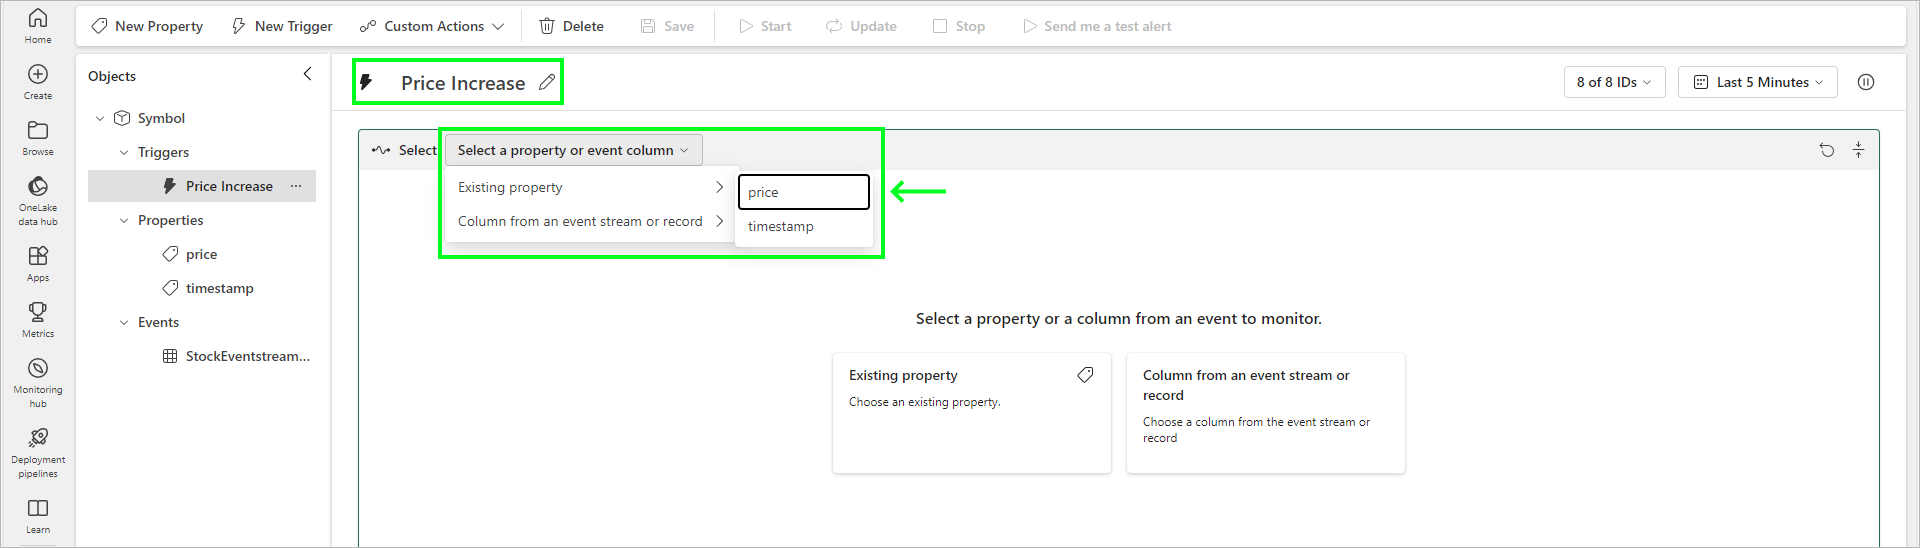 Home
Create
Browse
OneLake
data hub
Apps
Metrics
Monitoring
hub
Deployment
pipelines
Learn
New Property
New Trigger
Custom Actions
Delete
Save
Start
Update
Stop
Send me a test alert
Objects
Symbol
Triggers
Price Increase ...
Properties
price
timestamp
Events
StockEventstream...
Price Increase
8 of 8 IDs
Last 5 Minutes
Select
Select a property or event column
Existing property
Column from an event stream or record
price
timestamp
Select a property or a column from an event to monitor.
Existing property
Choose an existing property.
Column from an event stream or
record
Choose a column from the event stream or
record